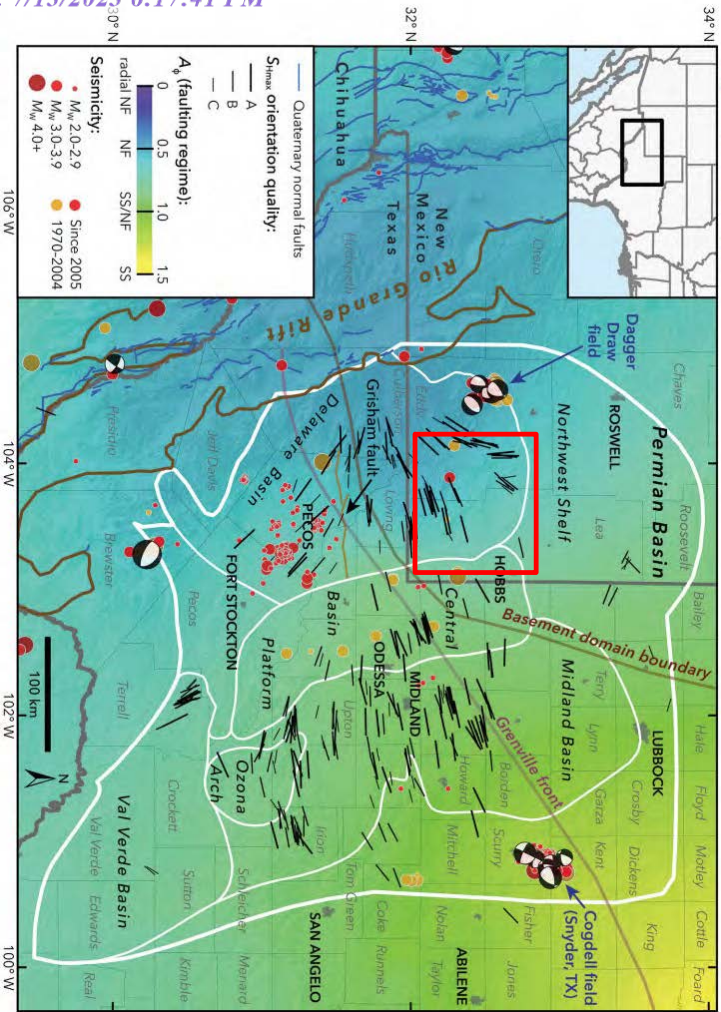 7/13/2023 6:17:41 PM
34° N
32° N
30° N
106° W
104° W
102° W
100° W
Quaternary normal faults
SHmax orientation quality:
A
B
C
Aϕ (faulting regime):
0
0.5
1.0
1.5
radial NF
NF
SS/NF
SS
Seismicity:
Mw 2.0-2.9
Mw 3.0-3.9
Mw 4.0+
Since 2005
1970-2004
Chihuahua
New
Mexico
Texas
Hudspeth
Otero
Rio Grande Rift
Dagger
Draw
field
Chaves
ROSWELL
Roosevelt
Permian Basin
Northwest Shelf
Lea
Bailey
Eddy
Culberson
Grisham fault
Loving
Delaware
Basin
PECOS
Jeff Davis
Presidio
Brewster
FORT STOCKTON
Pecos
HOBBS
Central
Basin
Platform
Basement domain boundary
ODESSA
MIDLAND
Midland Basin
Terry
Lynn
LUBBOCK
Hale
Floyd
Motley
Cottle
Foard
Crosby
Dickens
King
Garza
Kent
Borden
Scurry
Howard
Mitchell
Grenville front
Upton
Terrell
Ozona
Arch
Crockett
Val Verde Basin
Val Verde
Edwards
Real
Sutton
Kimble
Schleicher
Menard
Irion
Tom Green
SAN ANGELO
Coke
Runnels
Nolan
Taylor
ABILENE
Fisher
Jones
Cogdell field
(Snyder, TX)
100 km
N